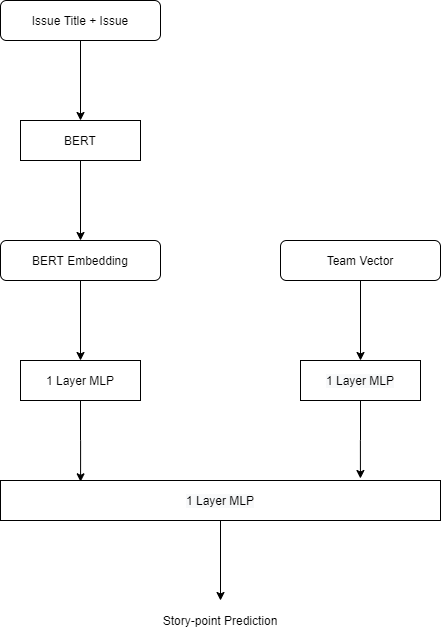 Issue Title + Issue
BERT
BERT Embedding
Team Vector
1 Layer MLP
1 Layer MLP
1 Layer MLP
Story-point Prediction